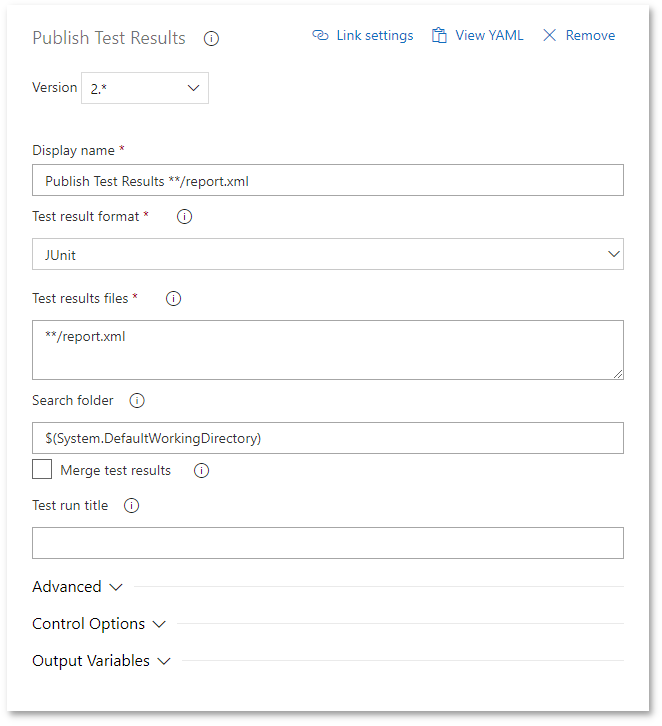 Publish Test Results
Link settings
View YAML
Remove
Version 2.*
Display name *
Publish Test Results **/report.xml
Test result format *
JUnit
Test results files *
**/report.xml
Search folder
$(System.DefaultWorkingDirectory)
Merge test results
Test run title
Advanced
Control Options
Output Variables